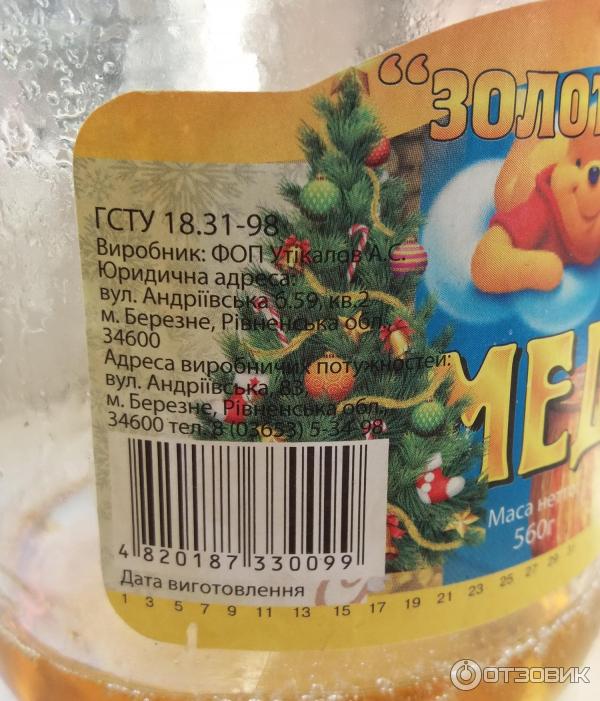 “ЗОЛОТ
ГСТУ 18.31-98
Виробник: ФОП Утікалов А.С.
Юридична адреса:
вул. Андріївська б.59, кв.2
м. Березне, Рівненська обл.,
34600
Адреса виробничих потужностей:
вул. Андріївська, 83
м. Березне, Рівненська обл.,
34600 тел. 8 (03653) 5-34-98
МЕД
Маса нетто
560г
4 820187 330099
Дата виготовлення
1 3 5 7 9 11 13 15 17 19 21 23 25 27 29 31
ОТЗОВИК